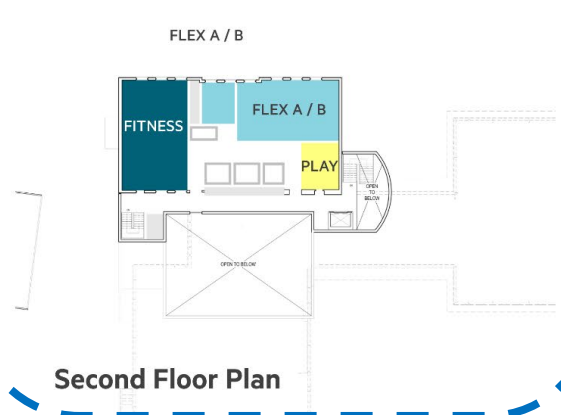 FLEX A / B
FLEX A / B
FITNESS
PLAY
OPEN
TO
BELOW
OPEN TO BELOW
Second Floor Plan